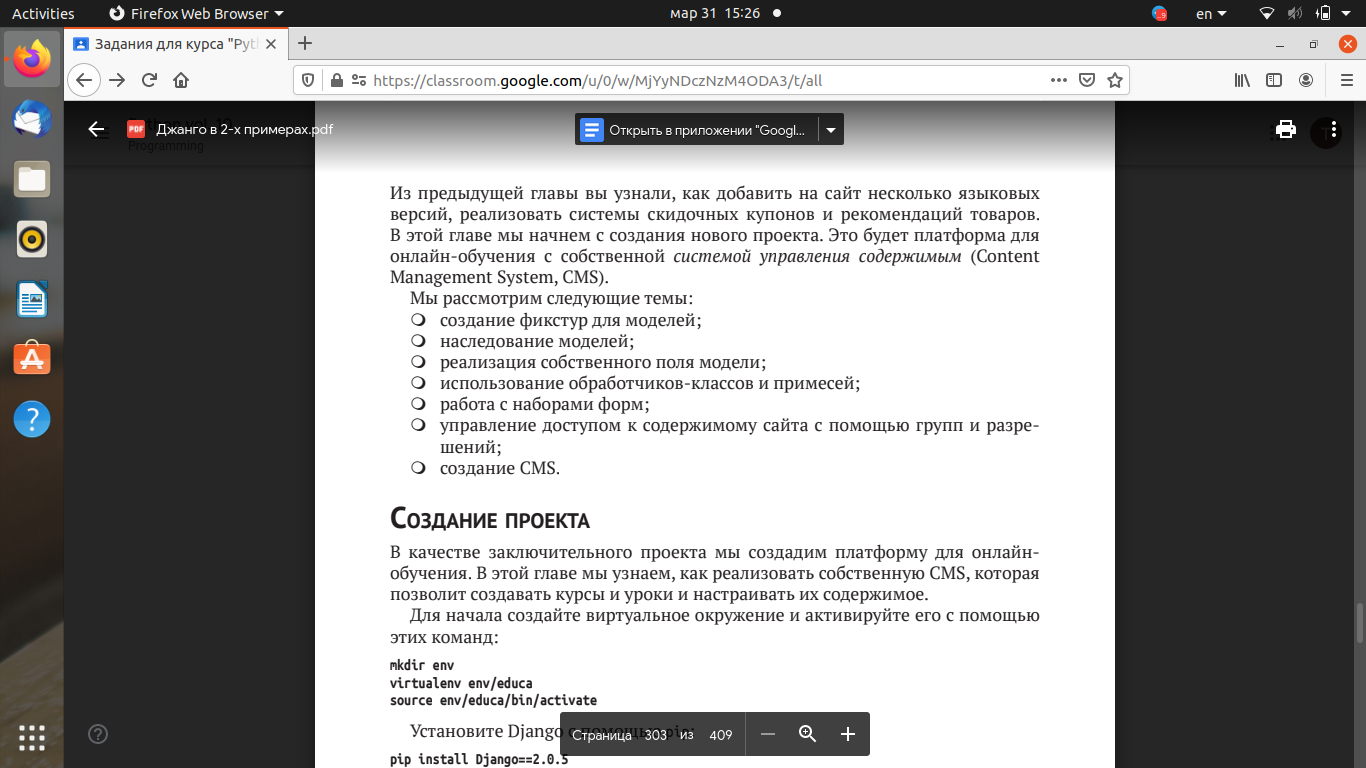 Activities
Firefox Web Browser
мар 31 15:26
en
Задания для курса "Pyt
https://classroom.google.com/u/0/w/MjYyNDczNzM4ODA3/t/all
PDF Джанго в 2-х примерах.pdf
Programming
Открыть в приложении "Googl...
Из предыдущей главы вы узнали, как добавить на сайт несколько языковых
версий, реализовать системы скидочных купонов и рекомендаций товаров.
В этой главе мы начнем с создания нового проекта. Это будет платформа для
онлайн-обучения с собственной системой управления содержимым (Content
Management System, CMS).
Мы рассмотрим следующие темы:
создание фикстур для моделей;
наследование моделей;
реализация собственного поля модели;
использование обработчиков-классов и примесей;
работа с наборами форм;
управление доступом к содержимому сайта с помощью групп и разре-
шений;
создание CMS.
Создание проекта
В качестве заключительного проекта мы создадим платформу для онлайн-
обучения. В этой главе мы узнаем, как реализовать собственную CMS, которая
позволит создавать курсы и уроки и настраивать их содержимое.
Для начала создайте виртуальное окружение и активируйте его с помощью
этих команд:
mkdir env
virtualenv env/educa
source env/educa/bin/activate
Установите Django с помощью pip:
Страница 303 из 409
pip install Django==2.0.5